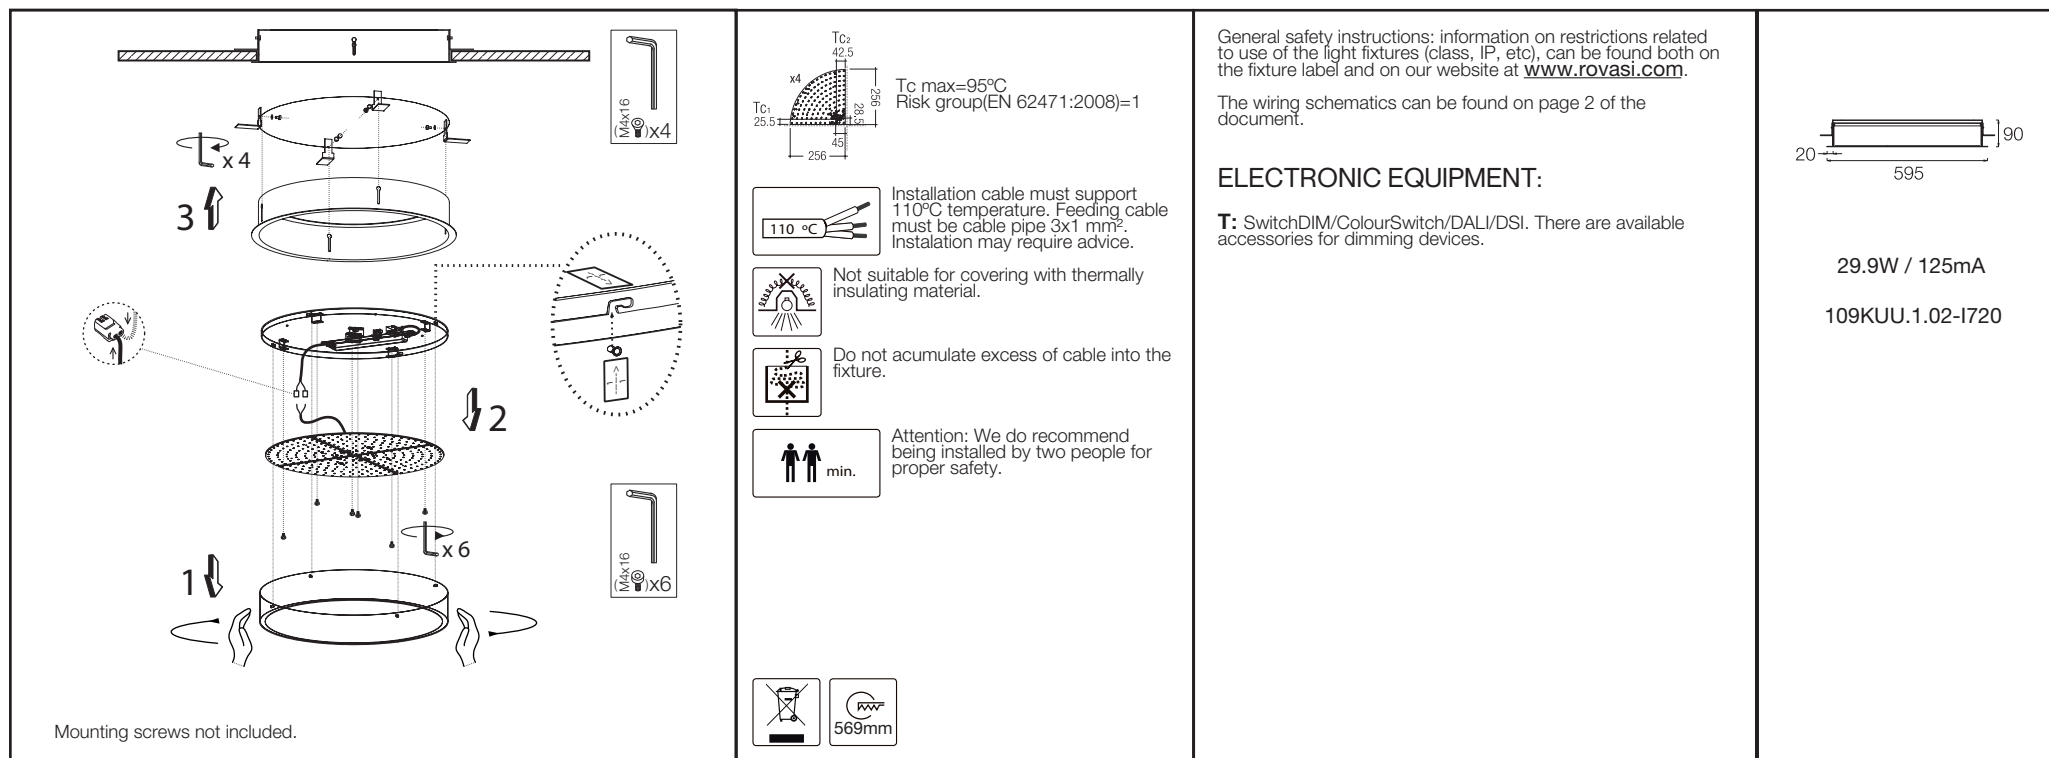 (M4x16
)x4
x 4
3
2
x 6
(M4x16
)x6
1
Mounting screws not included.
Tc2
42.5
x4
256
28.5
Tc1
25.5
45
256
Tc max=95ºC
Risk group(EN 62471:2008)=1
110 ºC
Installation cable must support
110ºC temperature. Feeding cable
must be cable pipe 3x1 mm².
Instalation may require advice.
Not suitable for covering with thermally
insulating material.
Do not acumulate excess of cable into the
fixture.
min.
Attention: We do recommend
being installed by two people for
proper safety.
569mm
General safety instructions: information on restrictions related
to use of the light fixtures (class, IP, etc), can be found both on
the fixture label and on our website at www.rovasi.com.
The wiring schematics can be found on page 2 of the
document.
ELECTRONIC EQUIPMENT:
T: SwitchDIM/ColourSwitch/DALI/DSI. There are available
accessories for dimming devices.
90
20
595
29.9W / 125mA
109KUU.1.02-I720